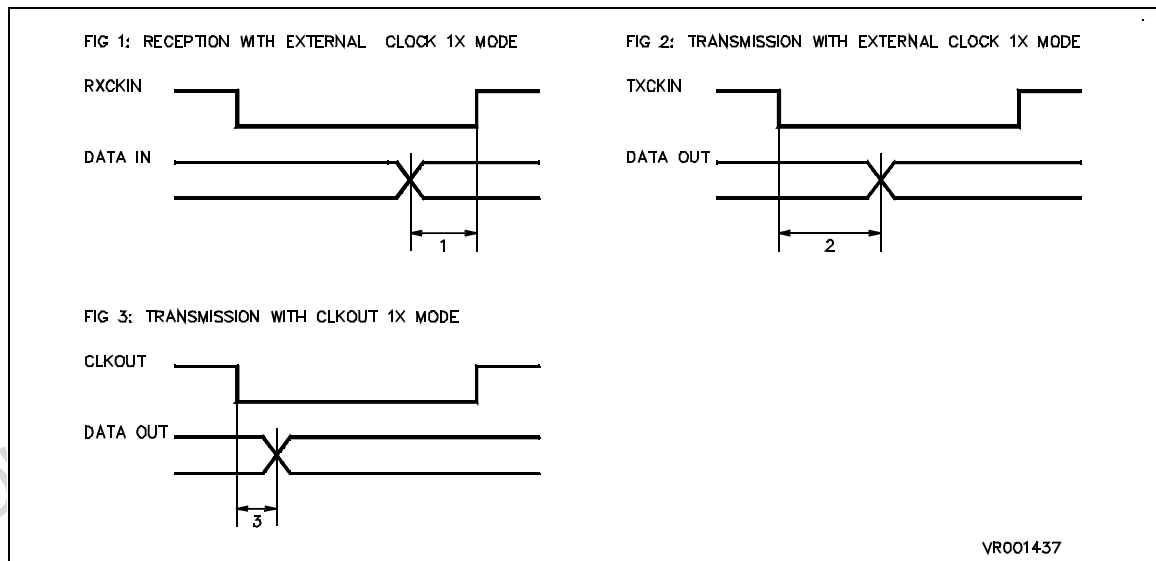 FIG 1: RECEPTION WITH EXTERNAL CLOCK 1X MODE
RXCKIN
DATA IN
1
FIG 2: TRANSMISSION WITH EXTERNAL CLOCK 1X MODE
TXCKIN
DATA OUT
2
FIG 3: TRANSMISSION WITH CLKOUT 1X MODE
CLKOUT
DATA OUT
3
VR001437